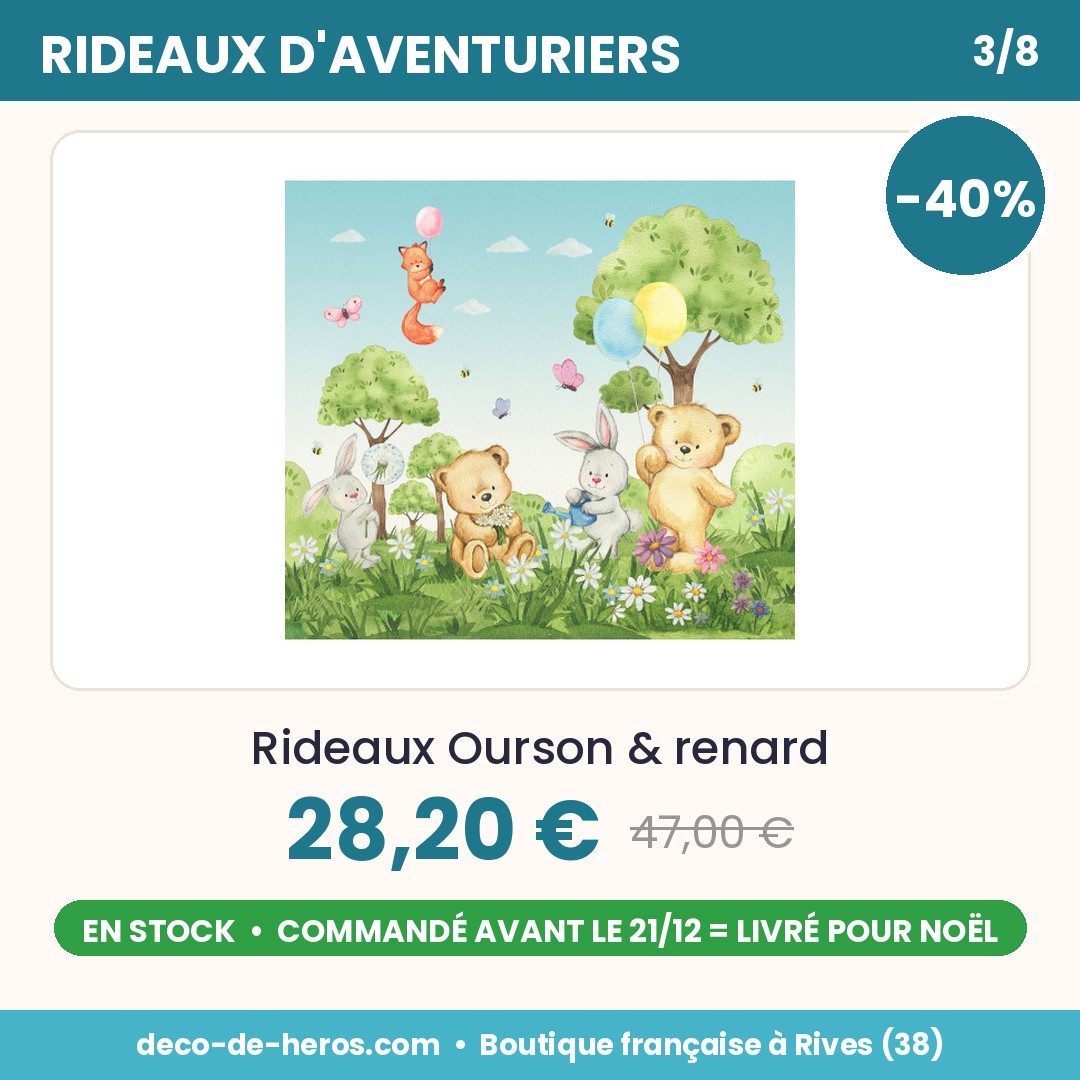 RIDEAUX D'AVENTURIERS
3/8
-40%
Rideaux Ourson & renard
28,20 € 47,00 €
EN STOCK • COMMANDÉ AVANT LE 21/12 = LIVRÉ POUR NOËL
deco-de-heros.com • Boutique française à Rives (38)